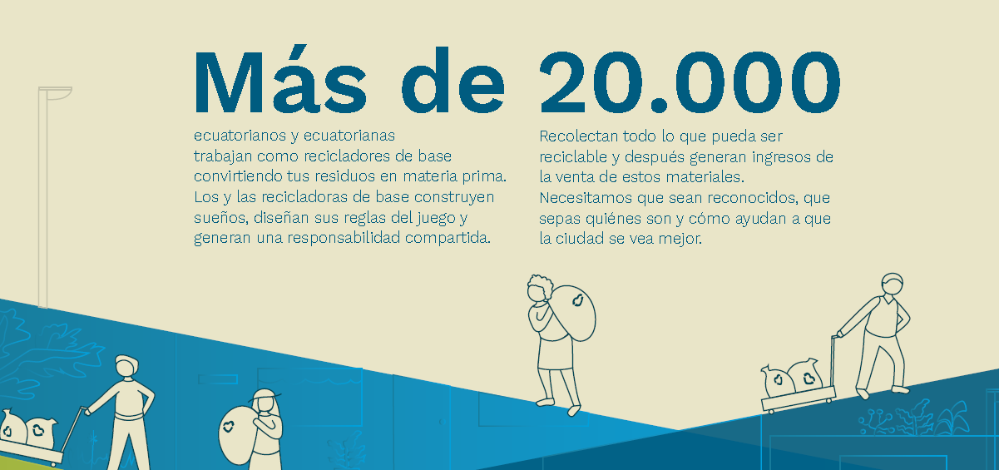 Más de 20.000
ecuatorianos y ecuatorianas
trabajan como recicladores de base
convirtiendo tus residuos en materia prima.
Los y las recicladoras de base construyen
sueños, diseñan sus reglas del juego y
generan una responsabilidad compartida.
Recolectan todo lo que pueda ser
reciclable y después generan ingresos de
la venta de estos materiales.
Necesitamos que sean reconocidos, que
sepas quiénes son y cómo ayudan a que
la ciudad se vea mejor.